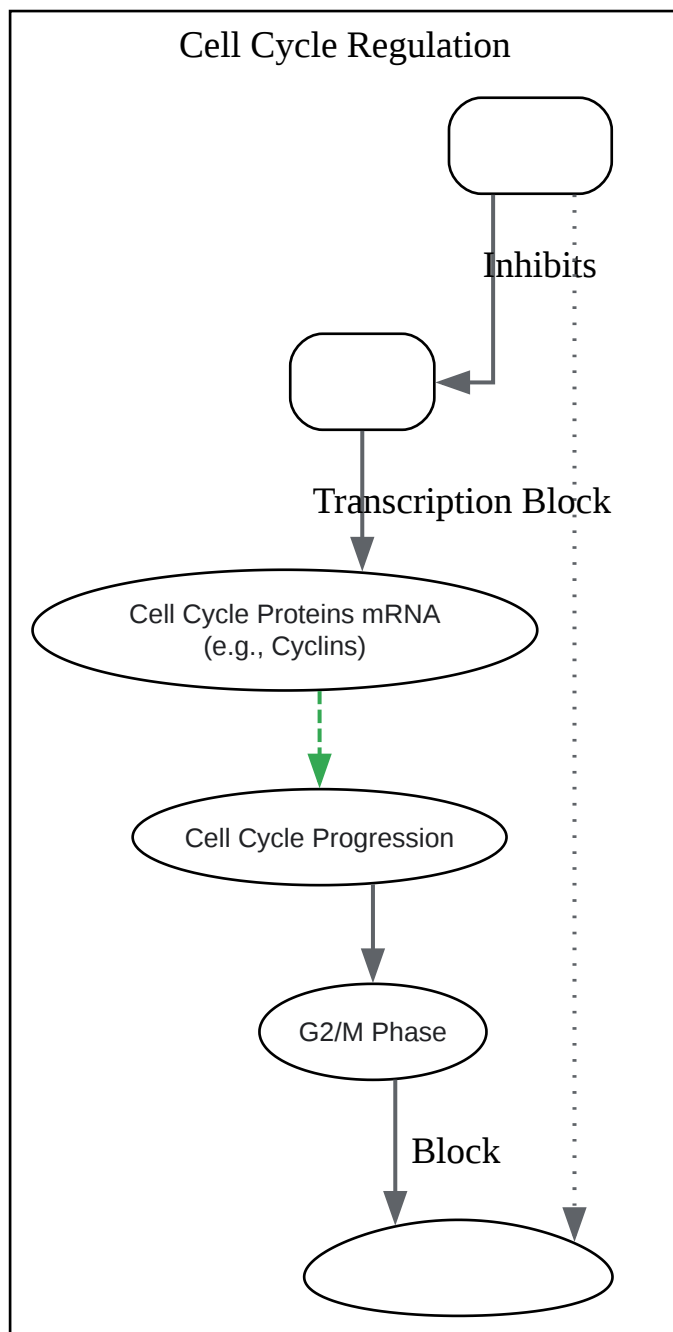 Cell Cycle Regulation
Inhibits
Transcription Block
Cell Cycle Proteins mRNA
(e.g., Cyclins)
Cell Cycle Progression
G2/M Phase
Block